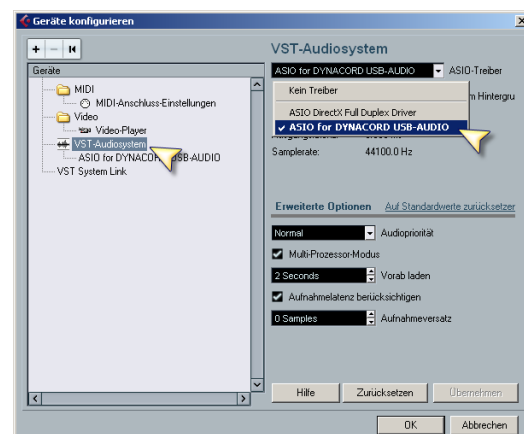 Geräte konfigurieren
Geräte
MIDI
MIDI-Anschluss-Einstellungen
Video
Video-Player
VST-Audiosystem
ASIO for DYNACORD USB-AUDIO
VST System Link
VST-Audiosystem
ASIO for DYNACORD USB-AUDIO ASIO-Treiber
Kein Treiber
Hintergru
ASIO DirectX Full Duplex Driver
ASIO for DYNACORD USB-AUDIO
Samplerate: 44100.0 Hz
Erweiterte Optionen Auf Standardwerte zurücksetzer
Normal Audiopriorität
Multi-Prozessor-Modus
2 Seconds Vorab laden
Aufnahmelatenz berücksichtigen
0 Samples Aufnahmeversatz
Hilfe Zurücksetzen Übernehmen
OK Abbrechen